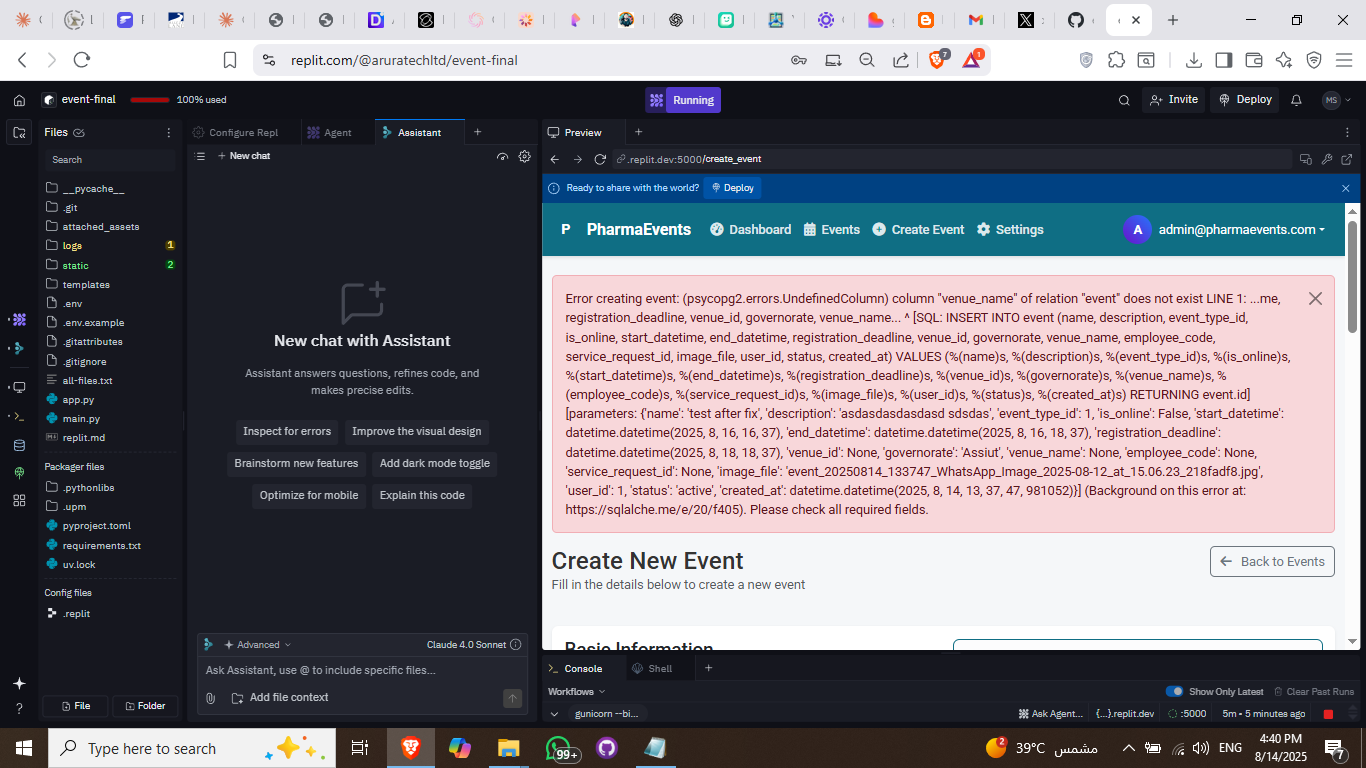 replit.com/@aruratechltd/event-final
7
1
event-final
100% used
Running
Invite
Deploy
MS
Files
Configure Repl
Agent
Assistant
Preview
Search
New chat
.replit.dev:5000/create_event
__pycache__
.git
attached_assets
logs
1
static
2
templates
.env
.env.example
.gitattributes
.gitignore
all-files.txt
app.py
main.py
replit.md
Packager files
.pythonlibs
.upm
pyproject.toml
requirements.txt
uv.lock
Config files
.replit
File
Folder
New chat with Assistant
Assistant answers questions, refines code, and
makes precise edits.
Inspect for errors
Improve the visual design
Brainstorm new features
Add dark mode toggle
Optimize for mobile
Explain this code
Advanced
Claude 4.0 Sonnet
Ask Assistant, use @ to include specific files...
Add file context
Ready to share with the world?
Deploy
P
PharmaEvents
Dashboard
Events
Create Event
Settings
A
admin@pharmaevents.com
Error creating event: (psycopg2.errors.UndefinedColumn) column "venue_name" of relation "event" does not exist LINE 1: ...me,
registration_deadline, venue_id, governorate, venue_name... ^ [SQL: INSERT INTO event (name, description, event_type_id,
is_online, start_datetime, end_datetime, registration_deadline, venue_id, governorate, venue_name, employee_code,
service_request_id, image_file, user_id, status, created_at) VALUES (%(name)s, %(description)s, %(event_type_id)s, %(is_online)s,
%(start_datetime)s, %(end_datetime)s, %(registration_deadline)s, %(venue_id)s, %(governorate)s, %(venue_name)s, %
(employee_code)s, %(service_request_id)s, %(image_file)s, %(user_id)s, %(status)s, %(created_at)s) RETURNING event.id]
[parameters: {'name': 'test after fix', 'description': 'asdasdasdasdasd sdsdas', 'event_type_id': 1, 'is_online': False, 'start_datetime':
datetime.datetime(2025, 8, 16, 16, 37), 'end_datetime': datetime.datetime(2025, 8, 16, 18, 37), 'registration_deadline':
datetime.datetime(2025, 8, 18, 18, 37), 'venue_id': None, 'governorate': 'Assiut', 'venue_name': None, 'employee_code': None,
'service_request_id': None, 'image_file': 'event_20250814_133747_WhatsApp_Image_2025-08-12_at_15.06.23_218fadf8.jpg',
'user_id': 1, 'status': 'active', 'created_at': datetime.datetime(2025, 8, 14, 13, 37, 47, 981052)}] (Background on this error at:
https://sqlalche.me/e/20/f405). Please check all required fields.
Create New Event
Fill in the details below to create a new event
Back to Events
Basic Information
Console
Shell
Workflows
Show Only Latest
Clear Past Runs
gunicorn --bi...
Ask Agent...
{...}.replit.dev
:5000
5m - 5 minutes ago
Type here to search
99+
2
39°C
مشمس
ENG
4:40 PM
8/14/2025
7